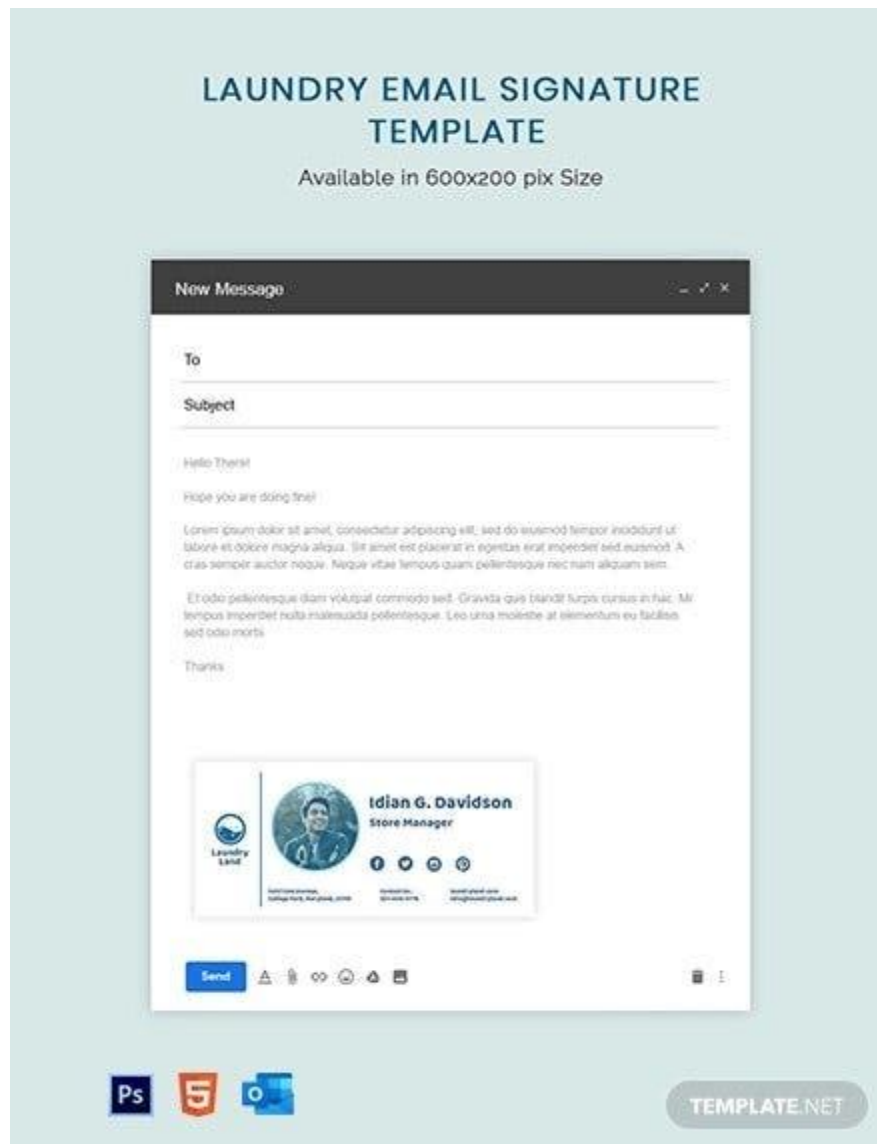 LAUNDRY EMAIL SIGNATURE
TEMPLATE
Available in 600x200 pix Size
New Message
To
Subject
Hello There!
Hope you are doing fine!
Lorem ipsum dolor sit amet, consectetur adipiscing elit, sed do eiusmod tempor incididunt ut
labore et dolore magna aliqua. Sit amet est placerat in egestas erat imperdiet sed euismod. A
cras semper auctor neque. Neque vitae tempus quam pellentesque nec nam aliquam sem.
Et odio pellentesque diam volutpat commodo sed. Gravida quis blandit turpis cursus in hac. Mi
tempus imperdiet nulla malesuada pellentesque. Leo urna molestie at elementum eu facilisis
sed odio morbi
Thanks
Laundry
Land
Idian G. Davidson
Store Manager
College Park, Maryland,
Send
Ps
5
O
TEMPLATE.NET